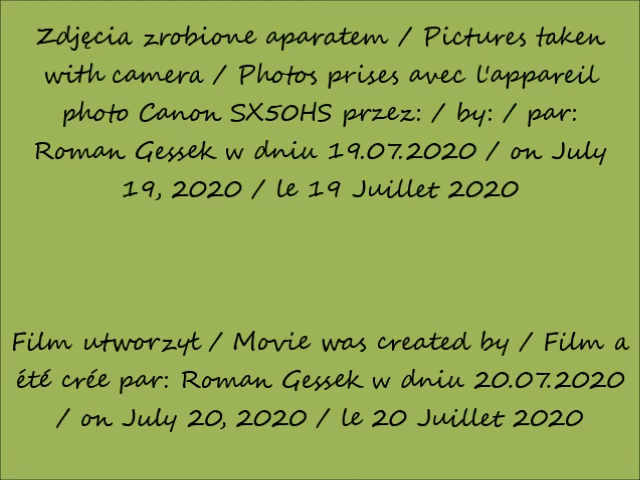 Zdjęcia zrobione aparatem / Pictures taken
with camera / Photos prises avec l'appareil
photo Canon SX50HS przez: / by: / par:
Roman Gessek w dniu 19.07.2020 / on July
19, 2020 / le 19 Juillet 2020
Film utworzył / Movie was created by / Film a
été crée par: Roman Gessek w dniu 20.07.2020
/ on July 20, 2020 / le 20 Juillet 2020